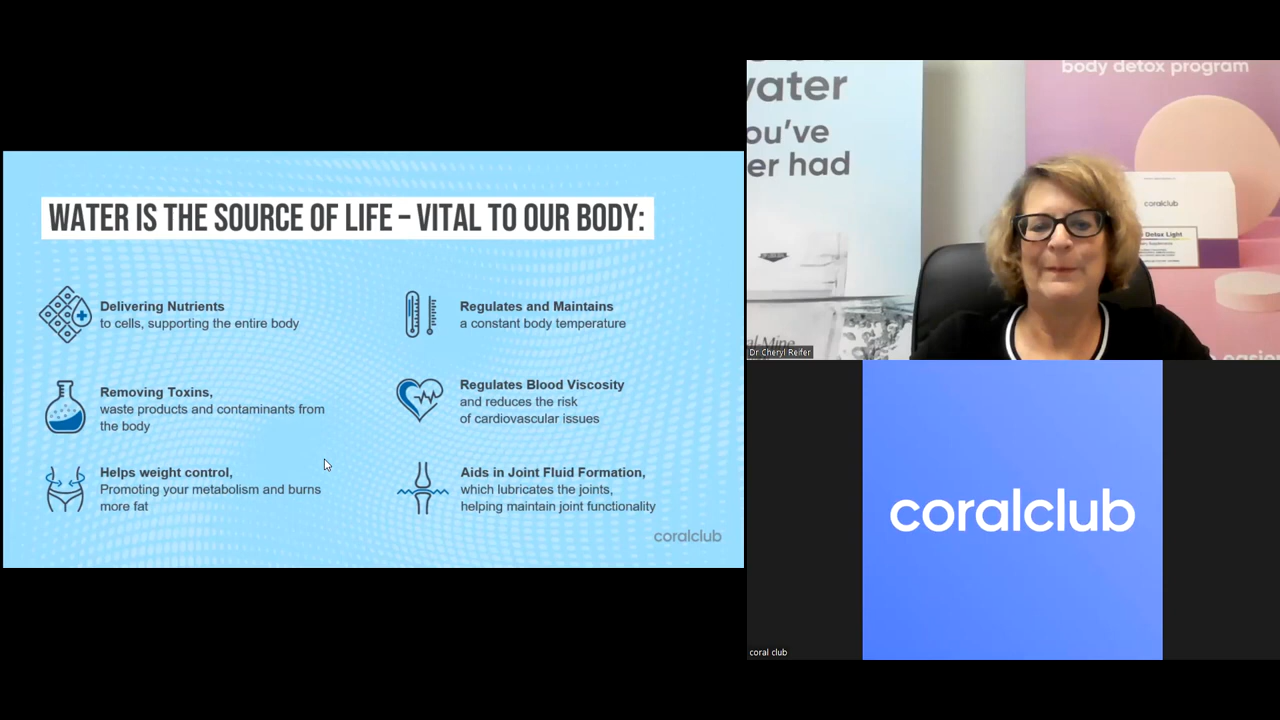 WATER IS THE SOURCE OF LIFE – VITAL TO OUR BODY:
Delivering Nutrients
to cells, supporting the entire body
Removing Toxins,
waste products and contaminants from
the body
Helps weight control,
Promoting your metabolism and burns
more fat
Regulates and Maintains
a constant body temperature
Regulates Blood Viscosity
and reduces the risk
of cardiovascular issues
Aids in Joint Fluid Formation,
which lubricates the joints,
helping maintain joint functionality
coralclub
vater
ou've
er had
body detox program
coralclub
Detox Light
Dr Cheryl Reifer
coralclub
coral club